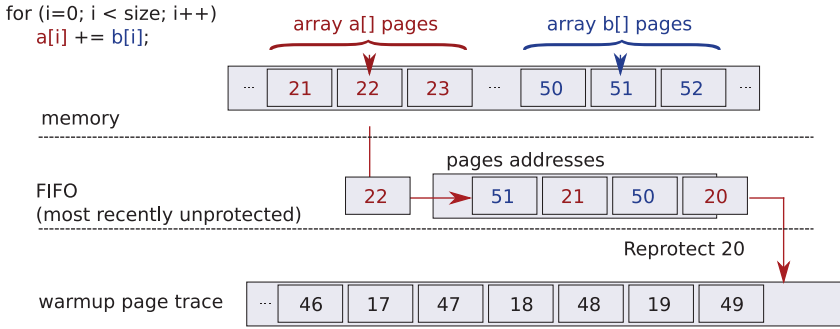 for (i=0; i < size; i++)
a[i] += b[i];
array a[] pages
array b[] pages
... 21 22 23 ... 50 51 52 ...
memory
pages addresses
FIFO
(most recently unprotected)
22 51 21 50 20
Reprotect 20
warmup page trace
... 46 17 47 18 48 19 49